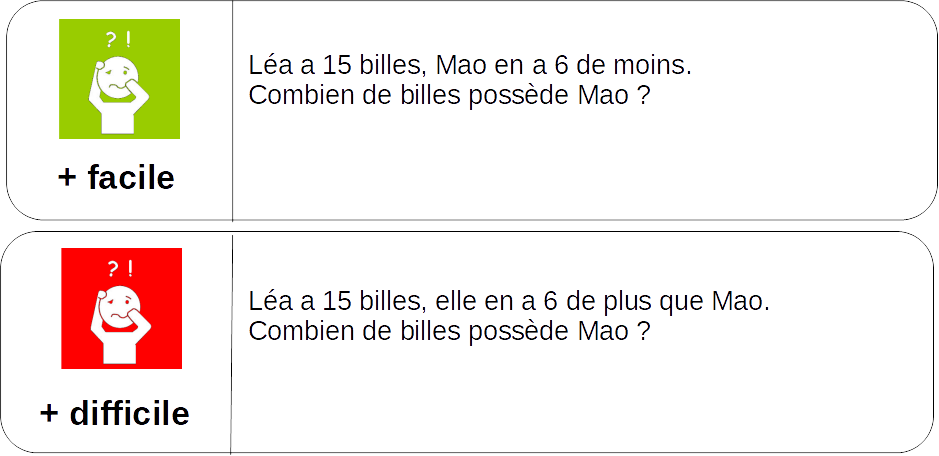 ? !
Léa a 15 billes, Mao en a 6 de moins.
Combien de billes possède Mao ?
+ facile
? !
Léa a 15 billes, elle en a 6 de plus que Mao.
Combien de billes possède Mao ?
+ difficile